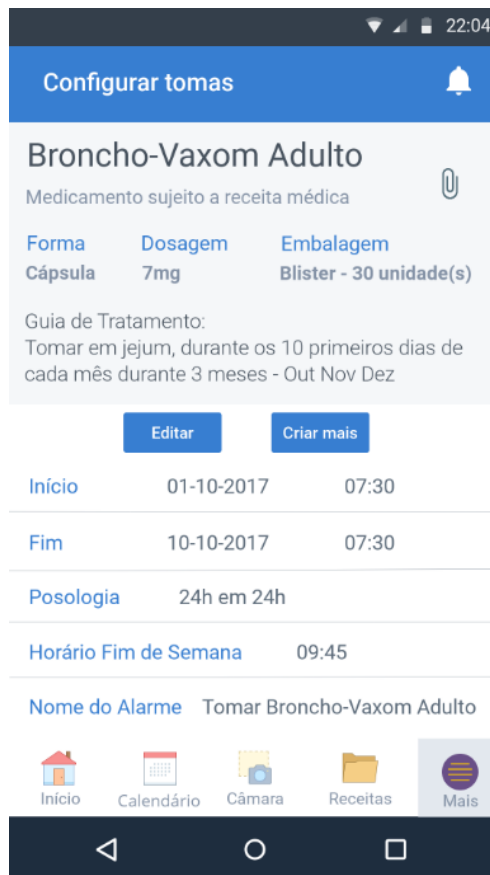 22:04
Configurar tomas
Broncho-Vaxom Adulto
Medicamento sujeito a receita médica
Forma Dosagem Embalagem
Cápsula 7mg Blister - 30 unidade(s)
Guia de Tratamento:
Tomar em jejum, durante os 10 primeiros dias de
cada mês durante 3 meses - Out Nov Dez
Editar Criar mais
Início 01-10-2017 07:30
Fim 10-10-2017 07:30
Posologia 24h em 24h
Horário Fim de Semana 09:45
Nome do Alarme Tomar Broncho-Vaxom Adulto
Início Calendário Câmara Receitas Mais